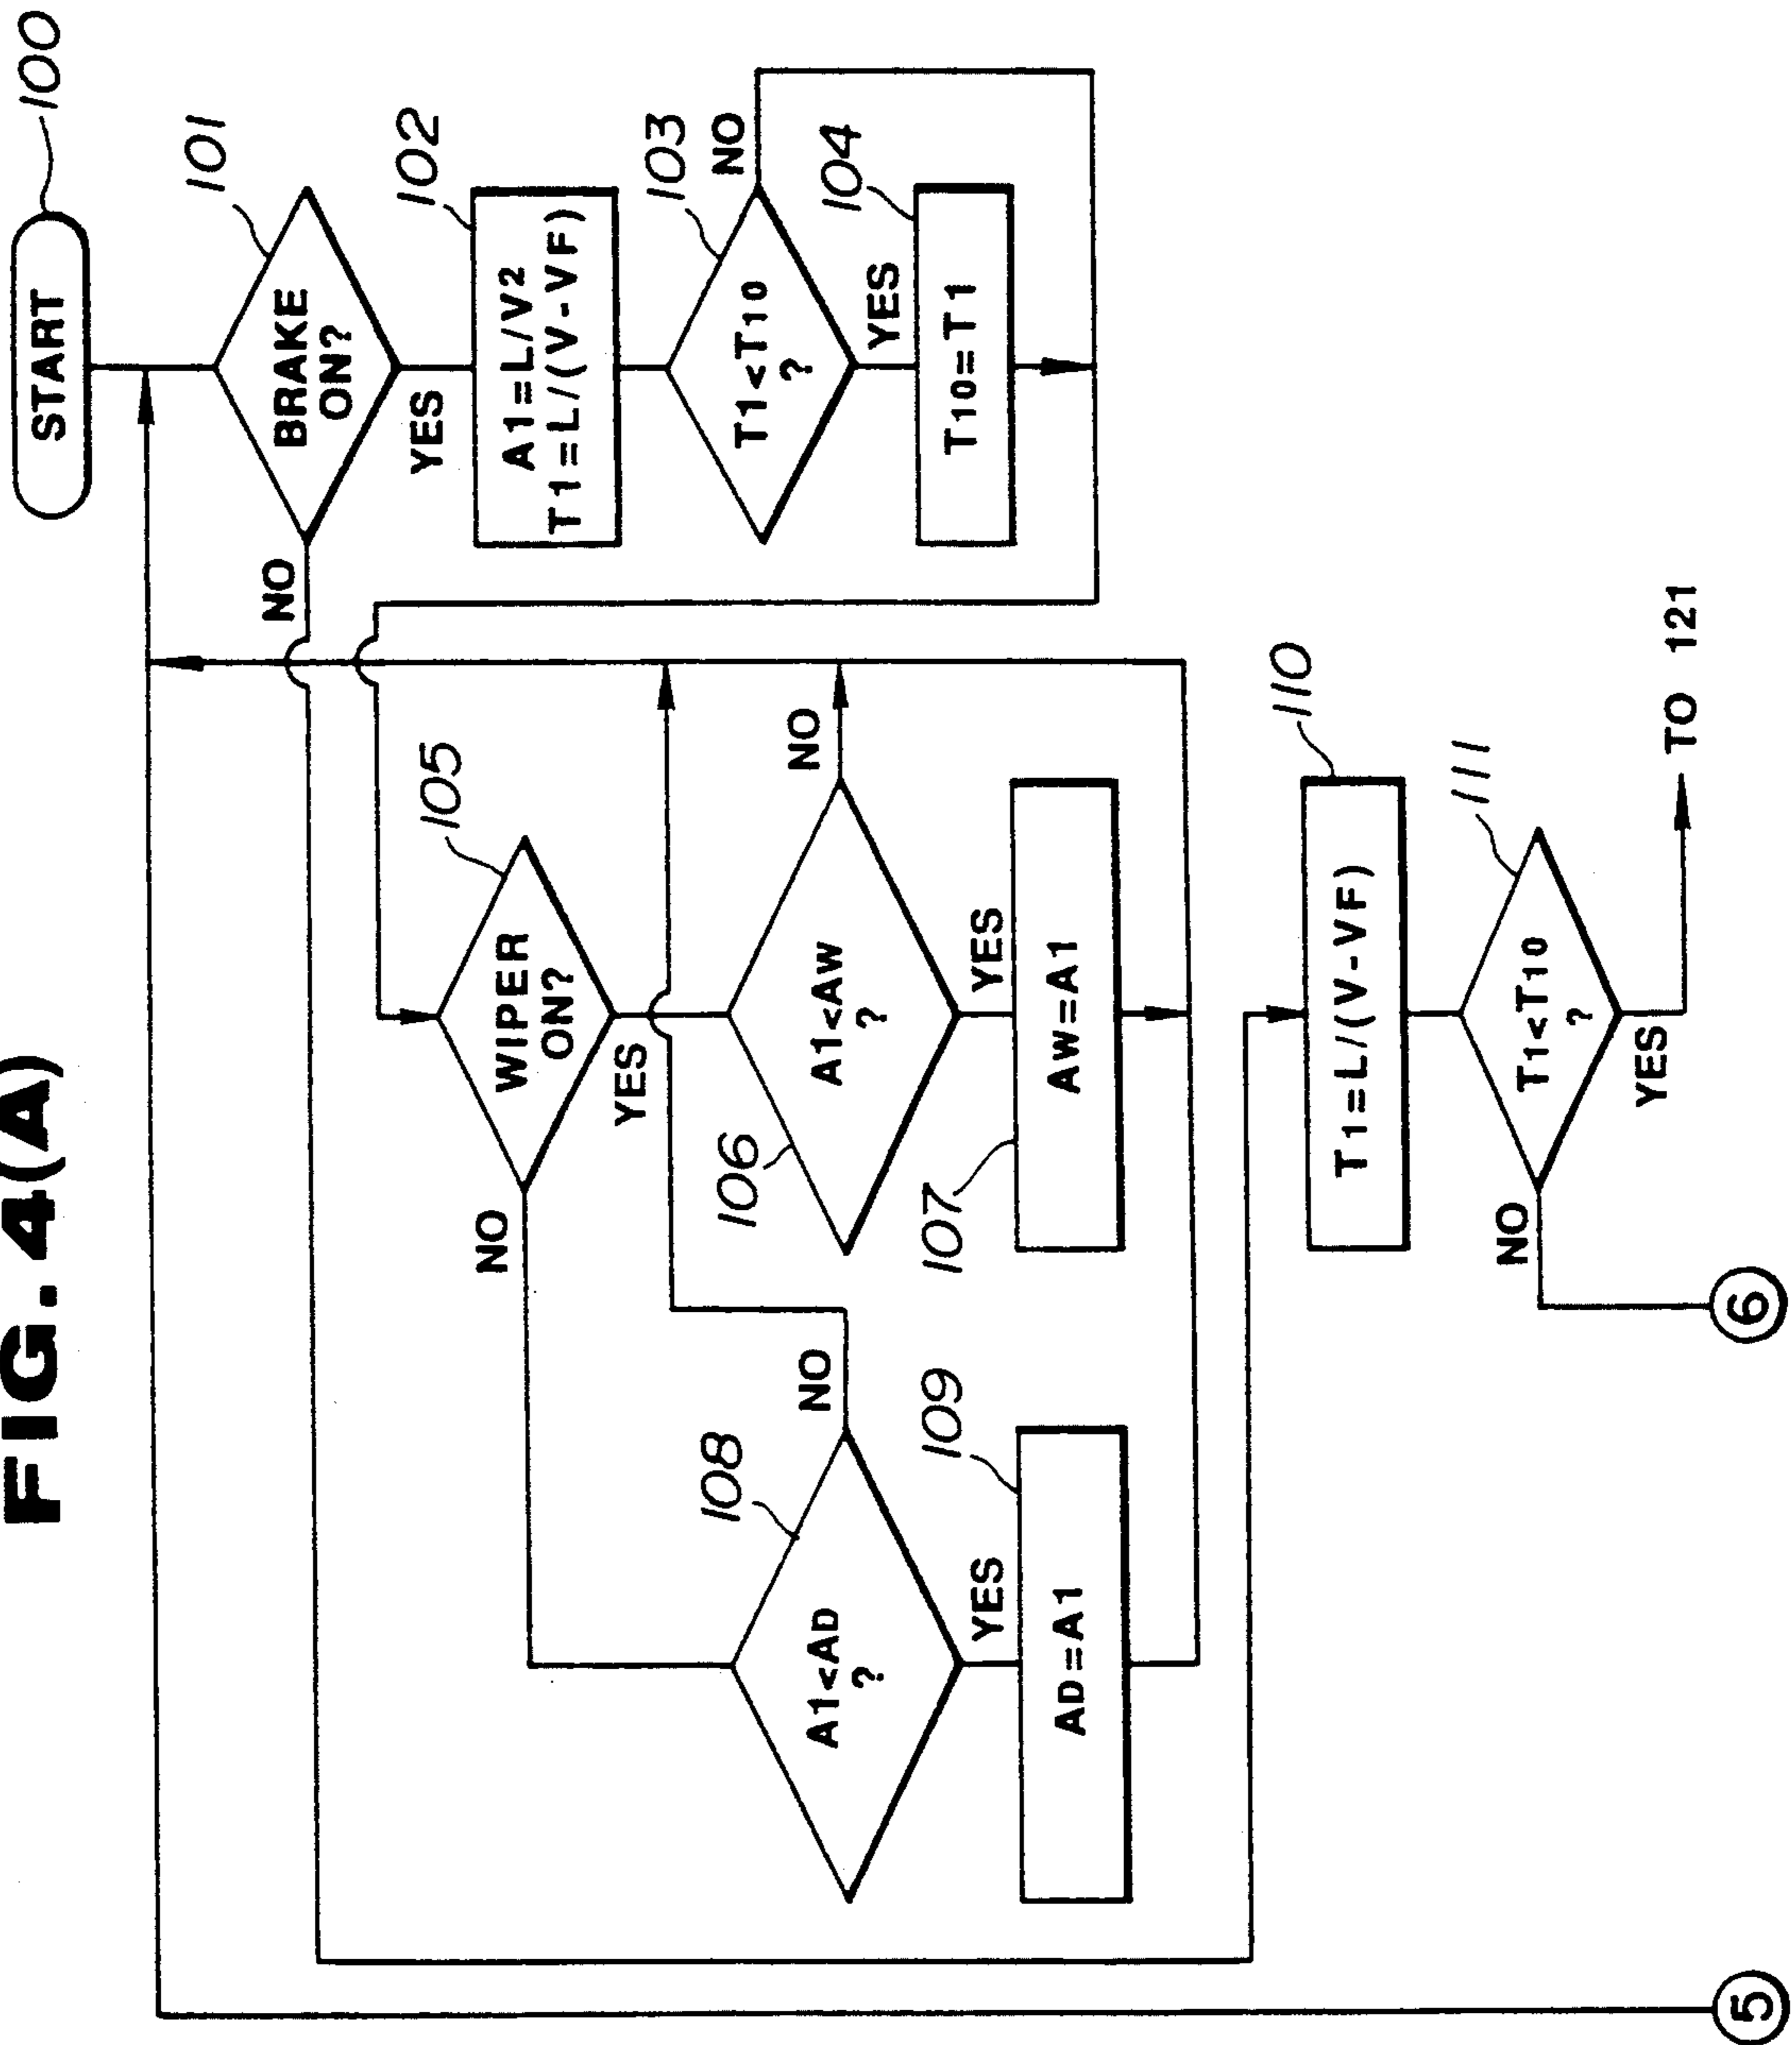 FIG. 4(A)
START
100
BRAKE
ON?
101
NO
YES
A1=L/V2
T1=L/(V-VF)
102
T1<T10
?
103
NO
YES
T10=T1
104
WIPER
ON?
105
NO
YES
A1<AW
?
106
NO
YES
AW=A1
107
A1<AD
?
108
NO
YES
AD=A1
109
T1=L/(V-VF)
110
T1<T10
?
111
NO
YES
TO 121
5
6